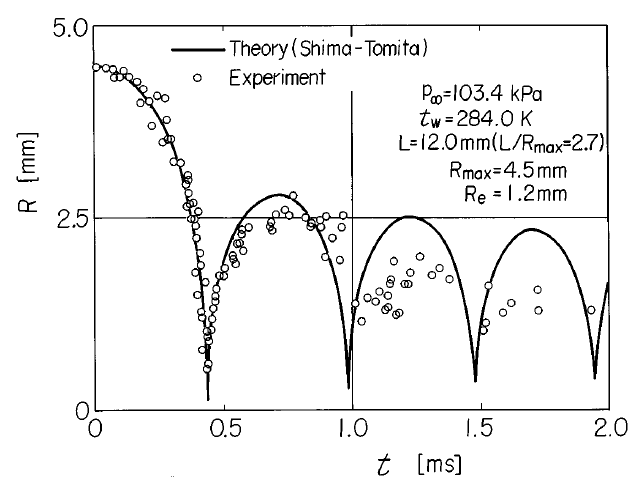 5.0
Theory (Shima-Tomita)
Experiment
p∞=103.4 kPa
tw=284.0 K
L=12.0mm(L/Rmax=2.7)
Rmax=4.5mm
Re =1.2mm
R [mm]
2.5
0
0 0.5 1.0 1.5 2.0
t [ms]